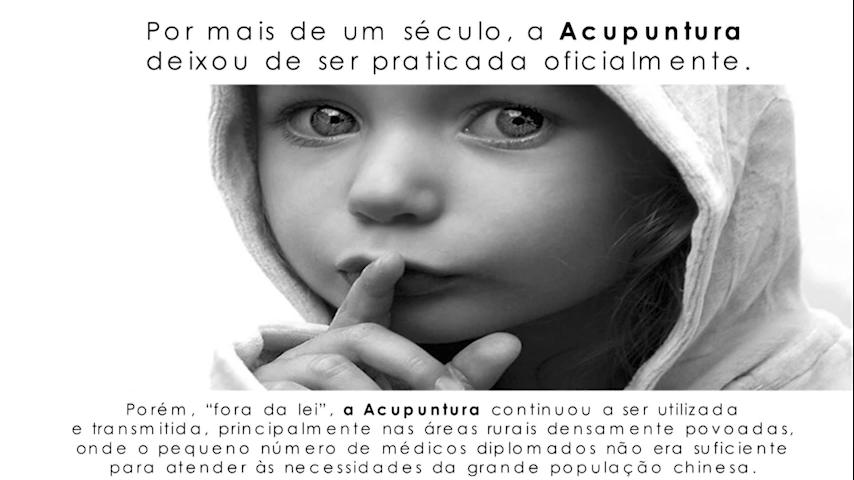 Por mais de um século, a Acupuntura
deixou de ser praticada oficialmente.
Porém, “fora da lei”, a Acupuntura continuou a ser utilizada
e transmitida, principalmente nas áreas rurais densamente povoadas,
onde o pequeno número de médicos diplomados não era suficiente
para atender às necessidades da grande população chinesa.